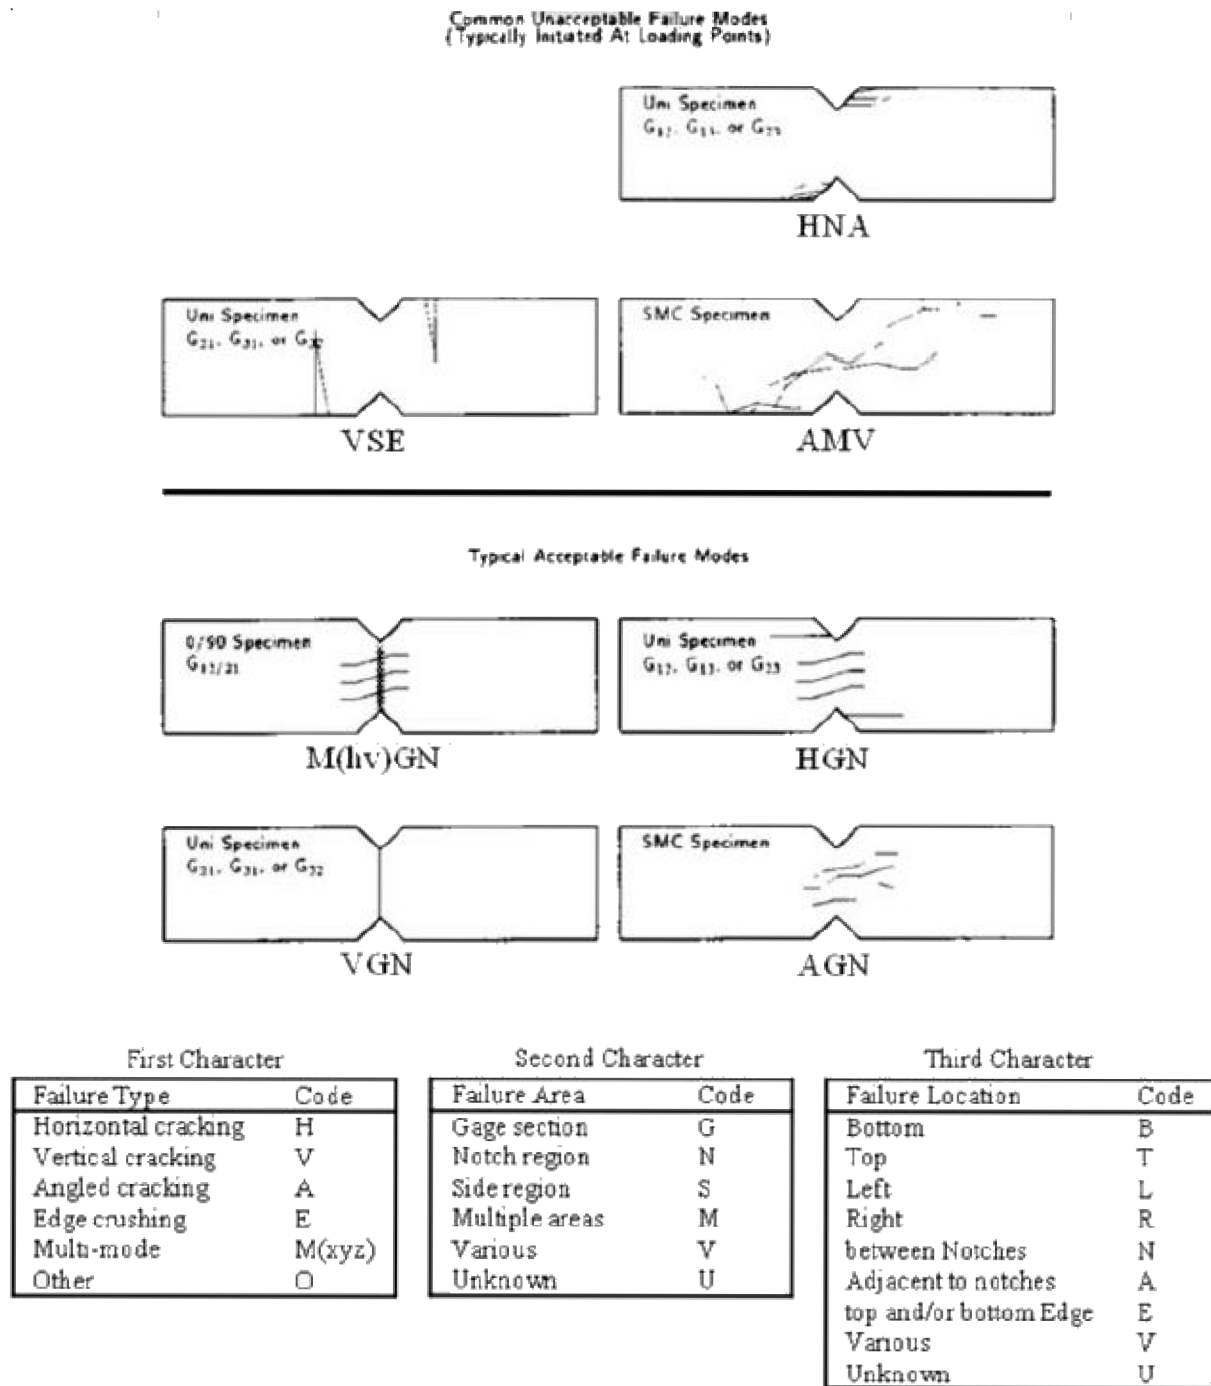 Common Unacceptable Failure Modes
(Typically Initiated At Loading Points)
Uni Specimen
G12, G13, or G23
HNA
Uni Specimen
G21, G31, or G32
VSE
SMC Specimen
AMV
Typical Acceptable Failure Modes
0/90 Specimen
G12/21
M(hv)GN
Uni Specimen
G12, G13, or G23
HGN
Uni Specimen
G21, G31, or G32
VGN
SMC Specimen
AGN
First Character
Failure Type Code
Horizontal cracking H
Vertical cracking V
Angled cracking A
Edge crushing E
Multi-mode M(xyz)
Other O
Second Character
Failure Area Code
Gage section G
Notch region N
Side region S
Multiple areas M
Various V
Unknown U
Third Character
Failure Location Code
Bottom B
Top T
Left L
Right R
between Notches N
Adjacent to notches A
top and/or bottom Edge E
Various V
Unknown U